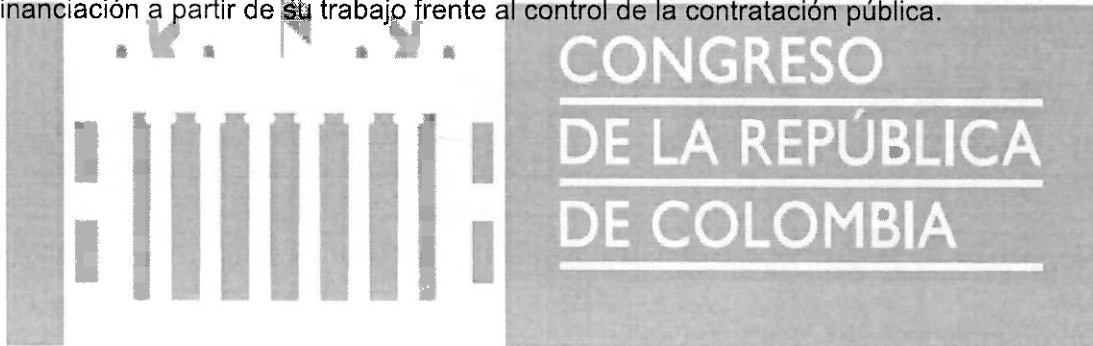 inanciación a partir de su trabajo frente al control de la contratación pública.
CONGRESO
DE LA REPÚBLICA
DE COLOMBIA